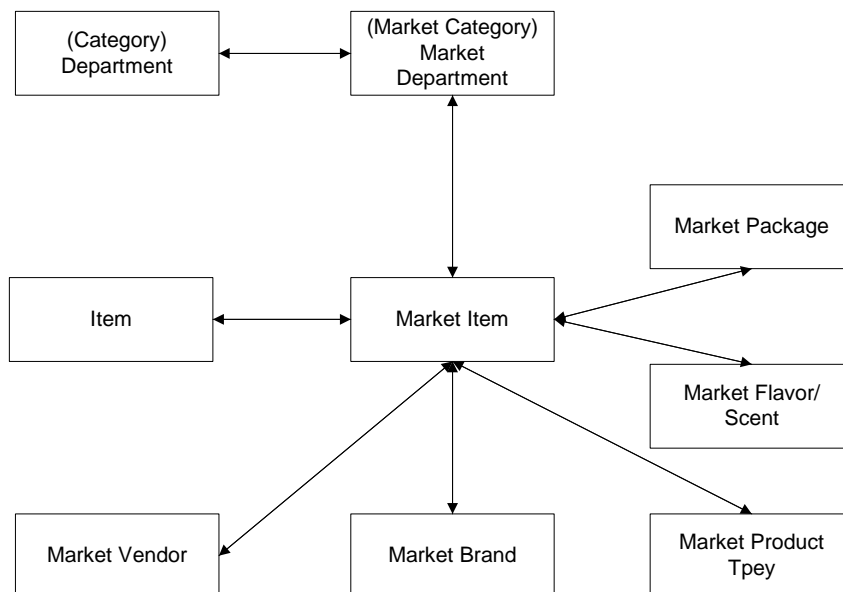 (Category)
Department
(Market Category)
Market
Department
Market Package
Item
Market Item
Market Flavor/
Scent
Market Vendor
Market Brand
Market Product
Tpey